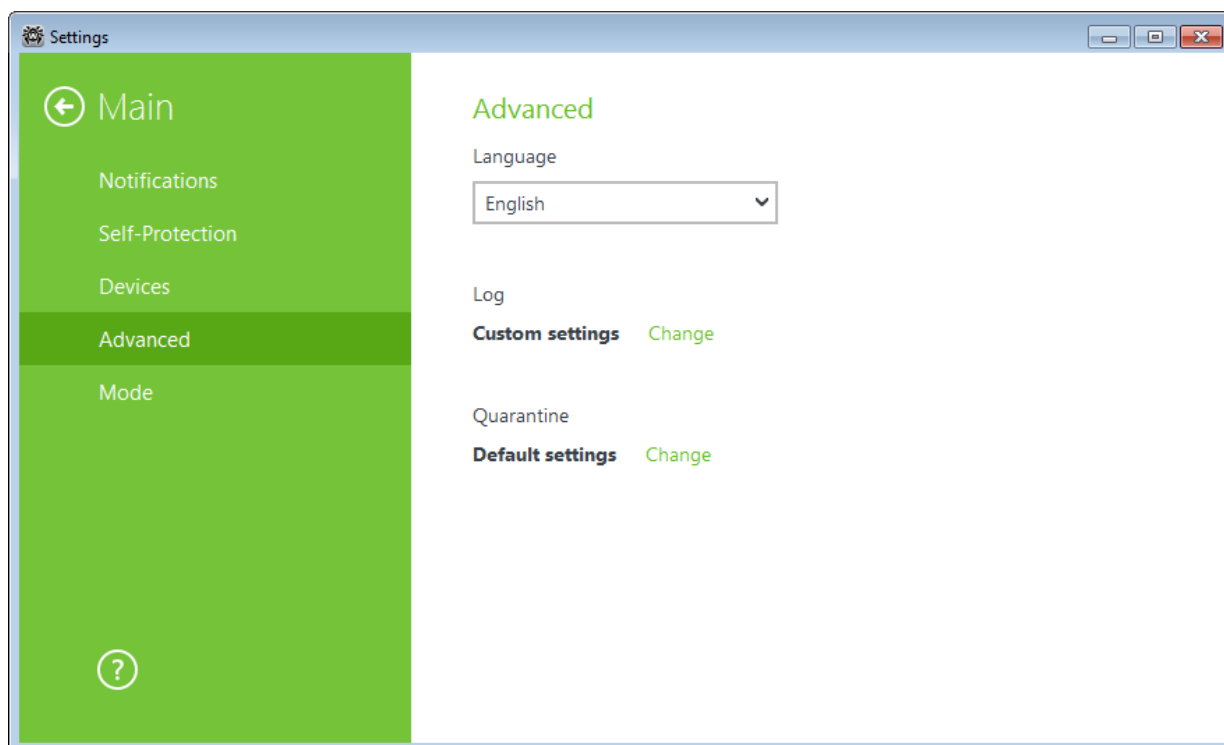 Settings
Main
Notifications
Self-Protection
Devices
Advanced
Mode
?
Advanced
Language
English
Log
Custom settings Change
Quarantine
Default settings Change